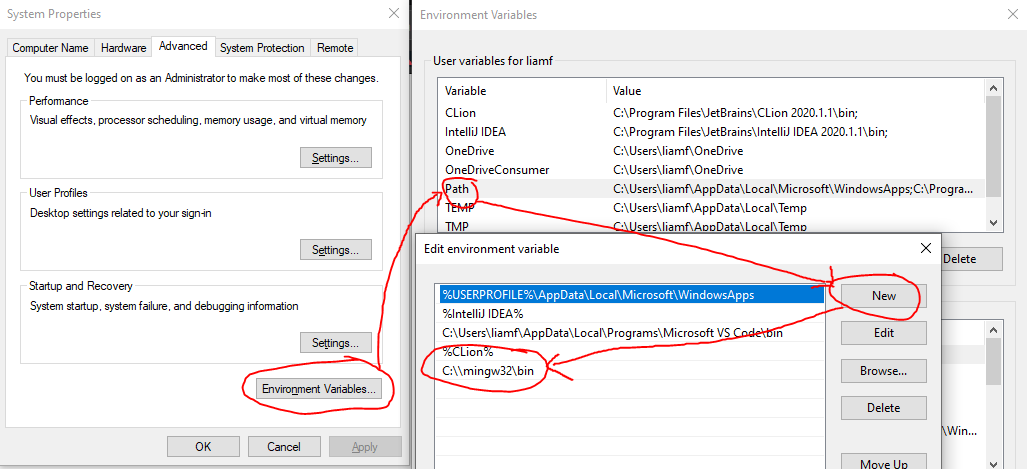 System Properties
Computer Name Hardware Advanced System Protection Remote
You must be logged on as an Administrator to make most of these changes.
Performance
Visual effects, processor scheduling, memory usage, and virtual memory
Settings...
User Profiles
Desktop settings related to your sign-in
Settings...
Startup and Recovery
System startup, system failure, and debugging information
Settings...
Environment Variables...
OK Cancel Apply
Environment Variables
User variables for liamf
Variable Value
CLion C:\Program Files\JetBrains\CLion 2020.1.1\bin;
IntelliJ IDEA C:\Program Files\JetBrains\IntelliJ IDEA 2020.1.1\bin;
OneDrive C:\Users\liamf\OneDrive
OneDriveConsumer C:\Users\liamf\OneDrive
Path C:\Users\liamf\AppData\Local\Microsoft\WindowsApps;C:\Progra...
TEMP C:\Users\liamf\AppData\Local\Temp
TMP C:\Users\liamf\AppData\Local\Temp
Delete
Edit environment variable
%USERPROFILE%\AppData\Local\Microsoft\WindowsApps
%IntelliJ IDEA%
C:\Users\liamf\AppData\Local\Programs\Microsoft VS Code\bin
%CLion%
C:\\mingw32\bin
New
Edit
Browse...
Delete
Move Up
\Win...